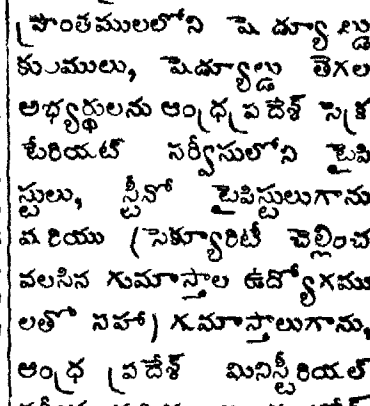 ప్రాంతములలోని షెడ్యూల్డు
కులములు, షెడ్యూల్డు తెగల
అభ్యర్థులను ఆంధ్రప్రదేశ్ సెక్ర
టేరియట్ సర్వీసులోని టైపి
స్టులు, స్టీనో టైపిస్టులుగాను
మరియు (సెక్యూరిటీ చెల్లించ
వలసిన గుమాస్తాల ఉద్యోగము
లతో సహా) గుమాస్తాలుగాను,
ఆంధ్ర ప్రదేశ్ మినిస్టీరియల్